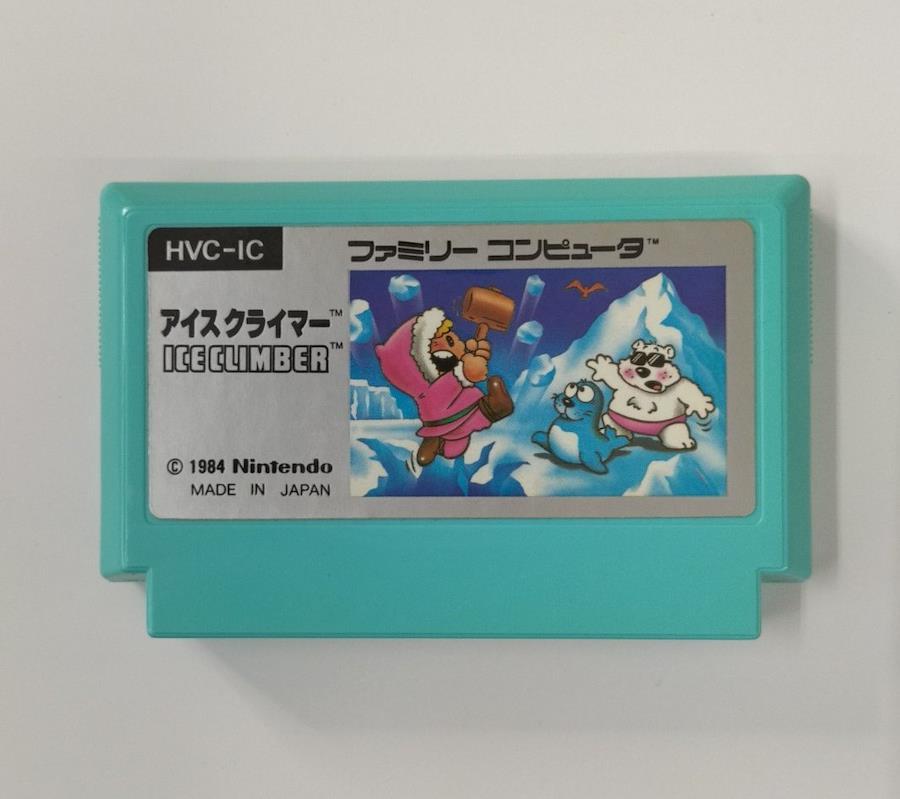 HVC-IC
ファミリー コンピュータ™
アイスクライマー™
ICE CLIMBER™
© 1984 Nintendo
MADE IN JAPAN